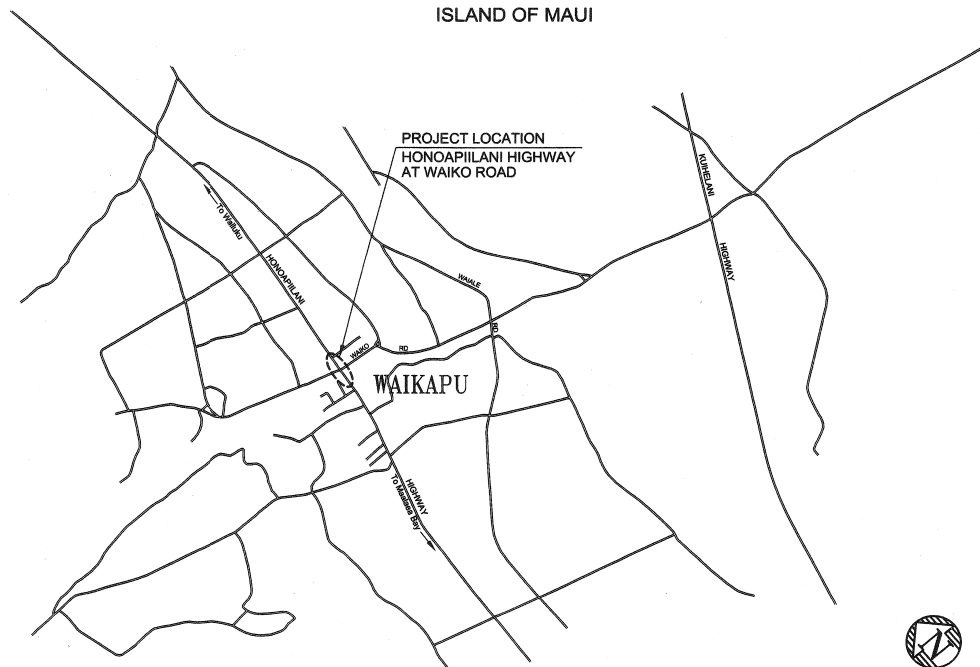 ISLAND OF MAUI
PROJECT LOCATION
HONOAPIILANI HIGHWAY
AT WAIKO ROAD
KUIHELANI
HIGHWAY
To Wailuku
HONOAPIILANI
WAIALE
RD
WAIKO
RD
WAIKAPU
HIGHWAY
To Maalaea Bay
N